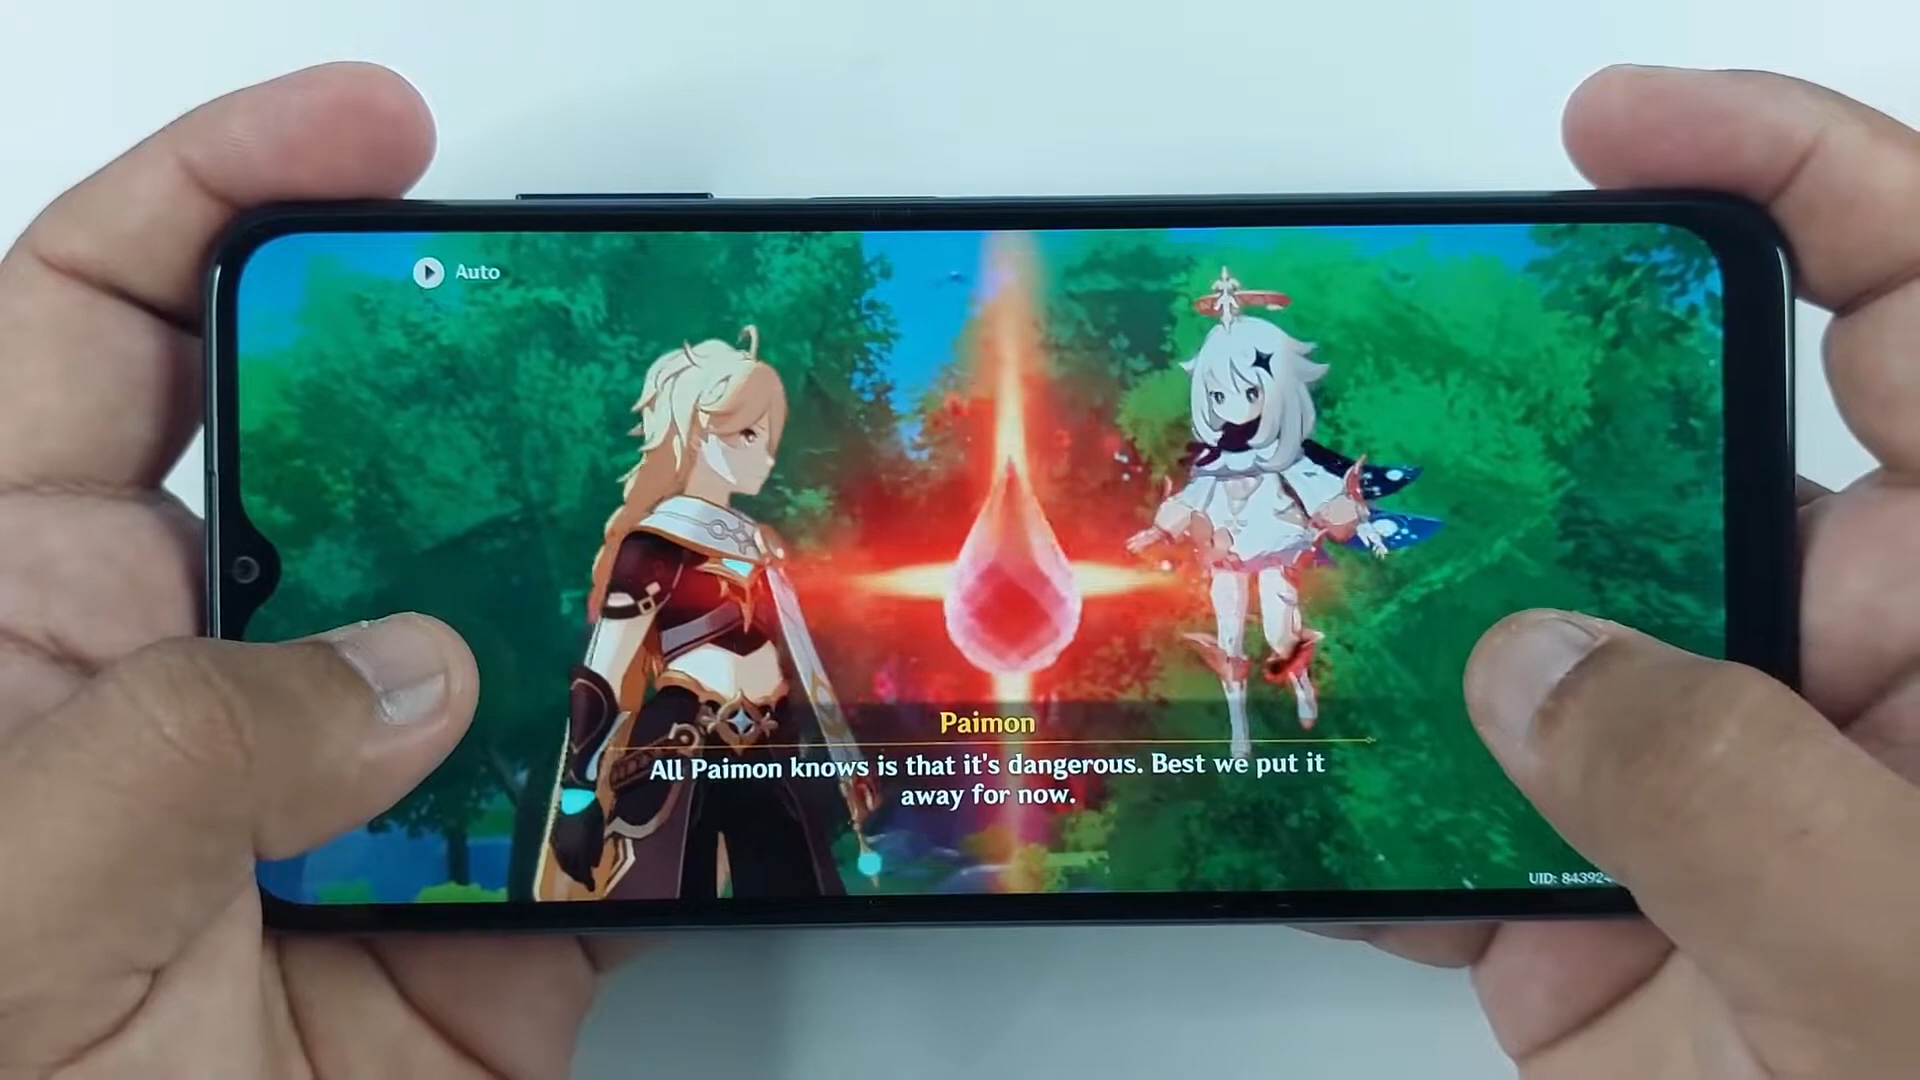 Auto
Paimon
All Paimon knows is that it's dangerous. Best we put it
away for now.
UID: 84392